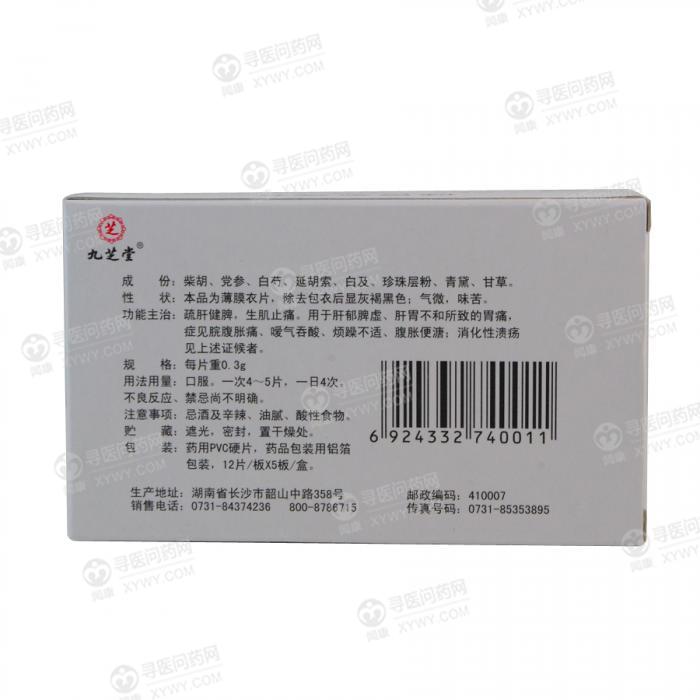 芝
九芝堂®
成　份：柴胡、党参、白芍、延胡索、白及、珍珠层粉、青黛、甘草。
性　状：本品为薄膜衣片，除去包衣后显灰褐黑色；气微，味苦。
功能主治：疏肝健脾，生肌止痛。用于肝郁脾虚、肝胃不和所致的胃痛，
症见脘腹胀痛、嗳气吞酸、烦躁不适、腹胀便溏；消化性溃疡
见上述证候者。
规　格：每片重0.3g
用法用量：口服。一次4～5片，一日4次。
不良反应、禁忌尚不明确。
注意事项：忌酒及辛辣、油腻、酸性食物。
贮　藏：遮光，密封，置干燥处。
包　装：药用PVC硬片，药品包装用铝箔
包装，12片/板X5板/盒。
6 924332 740011
生产地址：湖南省长沙市韶山中路358号　邮政编码：410007
销售电话：0731-84374236　800-8786715　传真号码：0731-85353895
寻医问药网
闻康 XYWY.COM